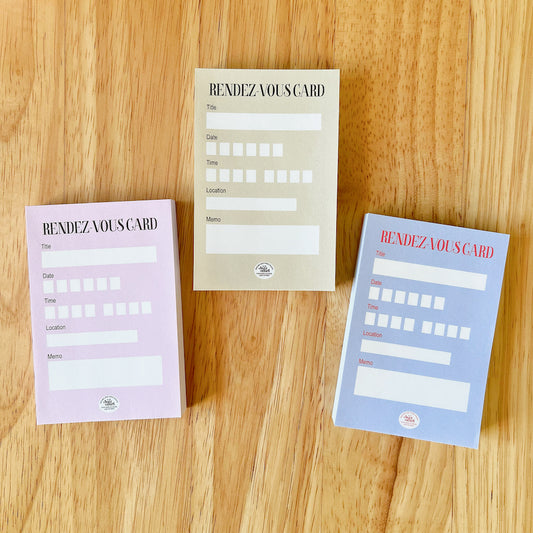 RENDEZ-VOUS CARD
Title
Date
Time
Location
Memo
RENDEZ-VOUS CARD
Title
Date
Time
Location
Memo
RENDEZ-VOUS CARD
Title
Date
Time
Location
Memo